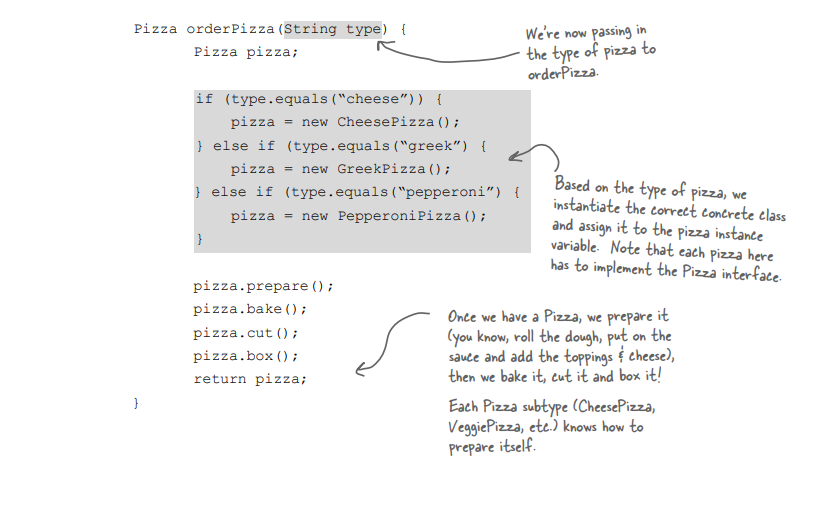 Pizza orderPizza(String type) {
Pizza pizza;
We're now passing in
the type of pizza to
orderPizza.
if (type.equals(“cheese”)) {
pizza = new CheesePizza();
} else if (type.equals(“greek”) {
pizza = new GreekPizza();
} else if (type.equals(“pepperoni”) {
pizza = new PepperoniPizza();
}
Based on the type of pizza, we
instantiate the correct concrete class
and assign it to the pizza instance
variable. Note that each pizza here
has to implement the Pizza interface.
pizza.prepare();
pizza.bake();
pizza.cut();
pizza.box();
return pizza;
}
Once we have a Pizza, we prepare it
(you know, roll the dough, put on the
sauce and add the toppings & cheese),
then we bake it, cut it and box it!
Each Pizza subtype (CheesePizza,
VeggiePizza, etc.) knows how to
prepare itself.